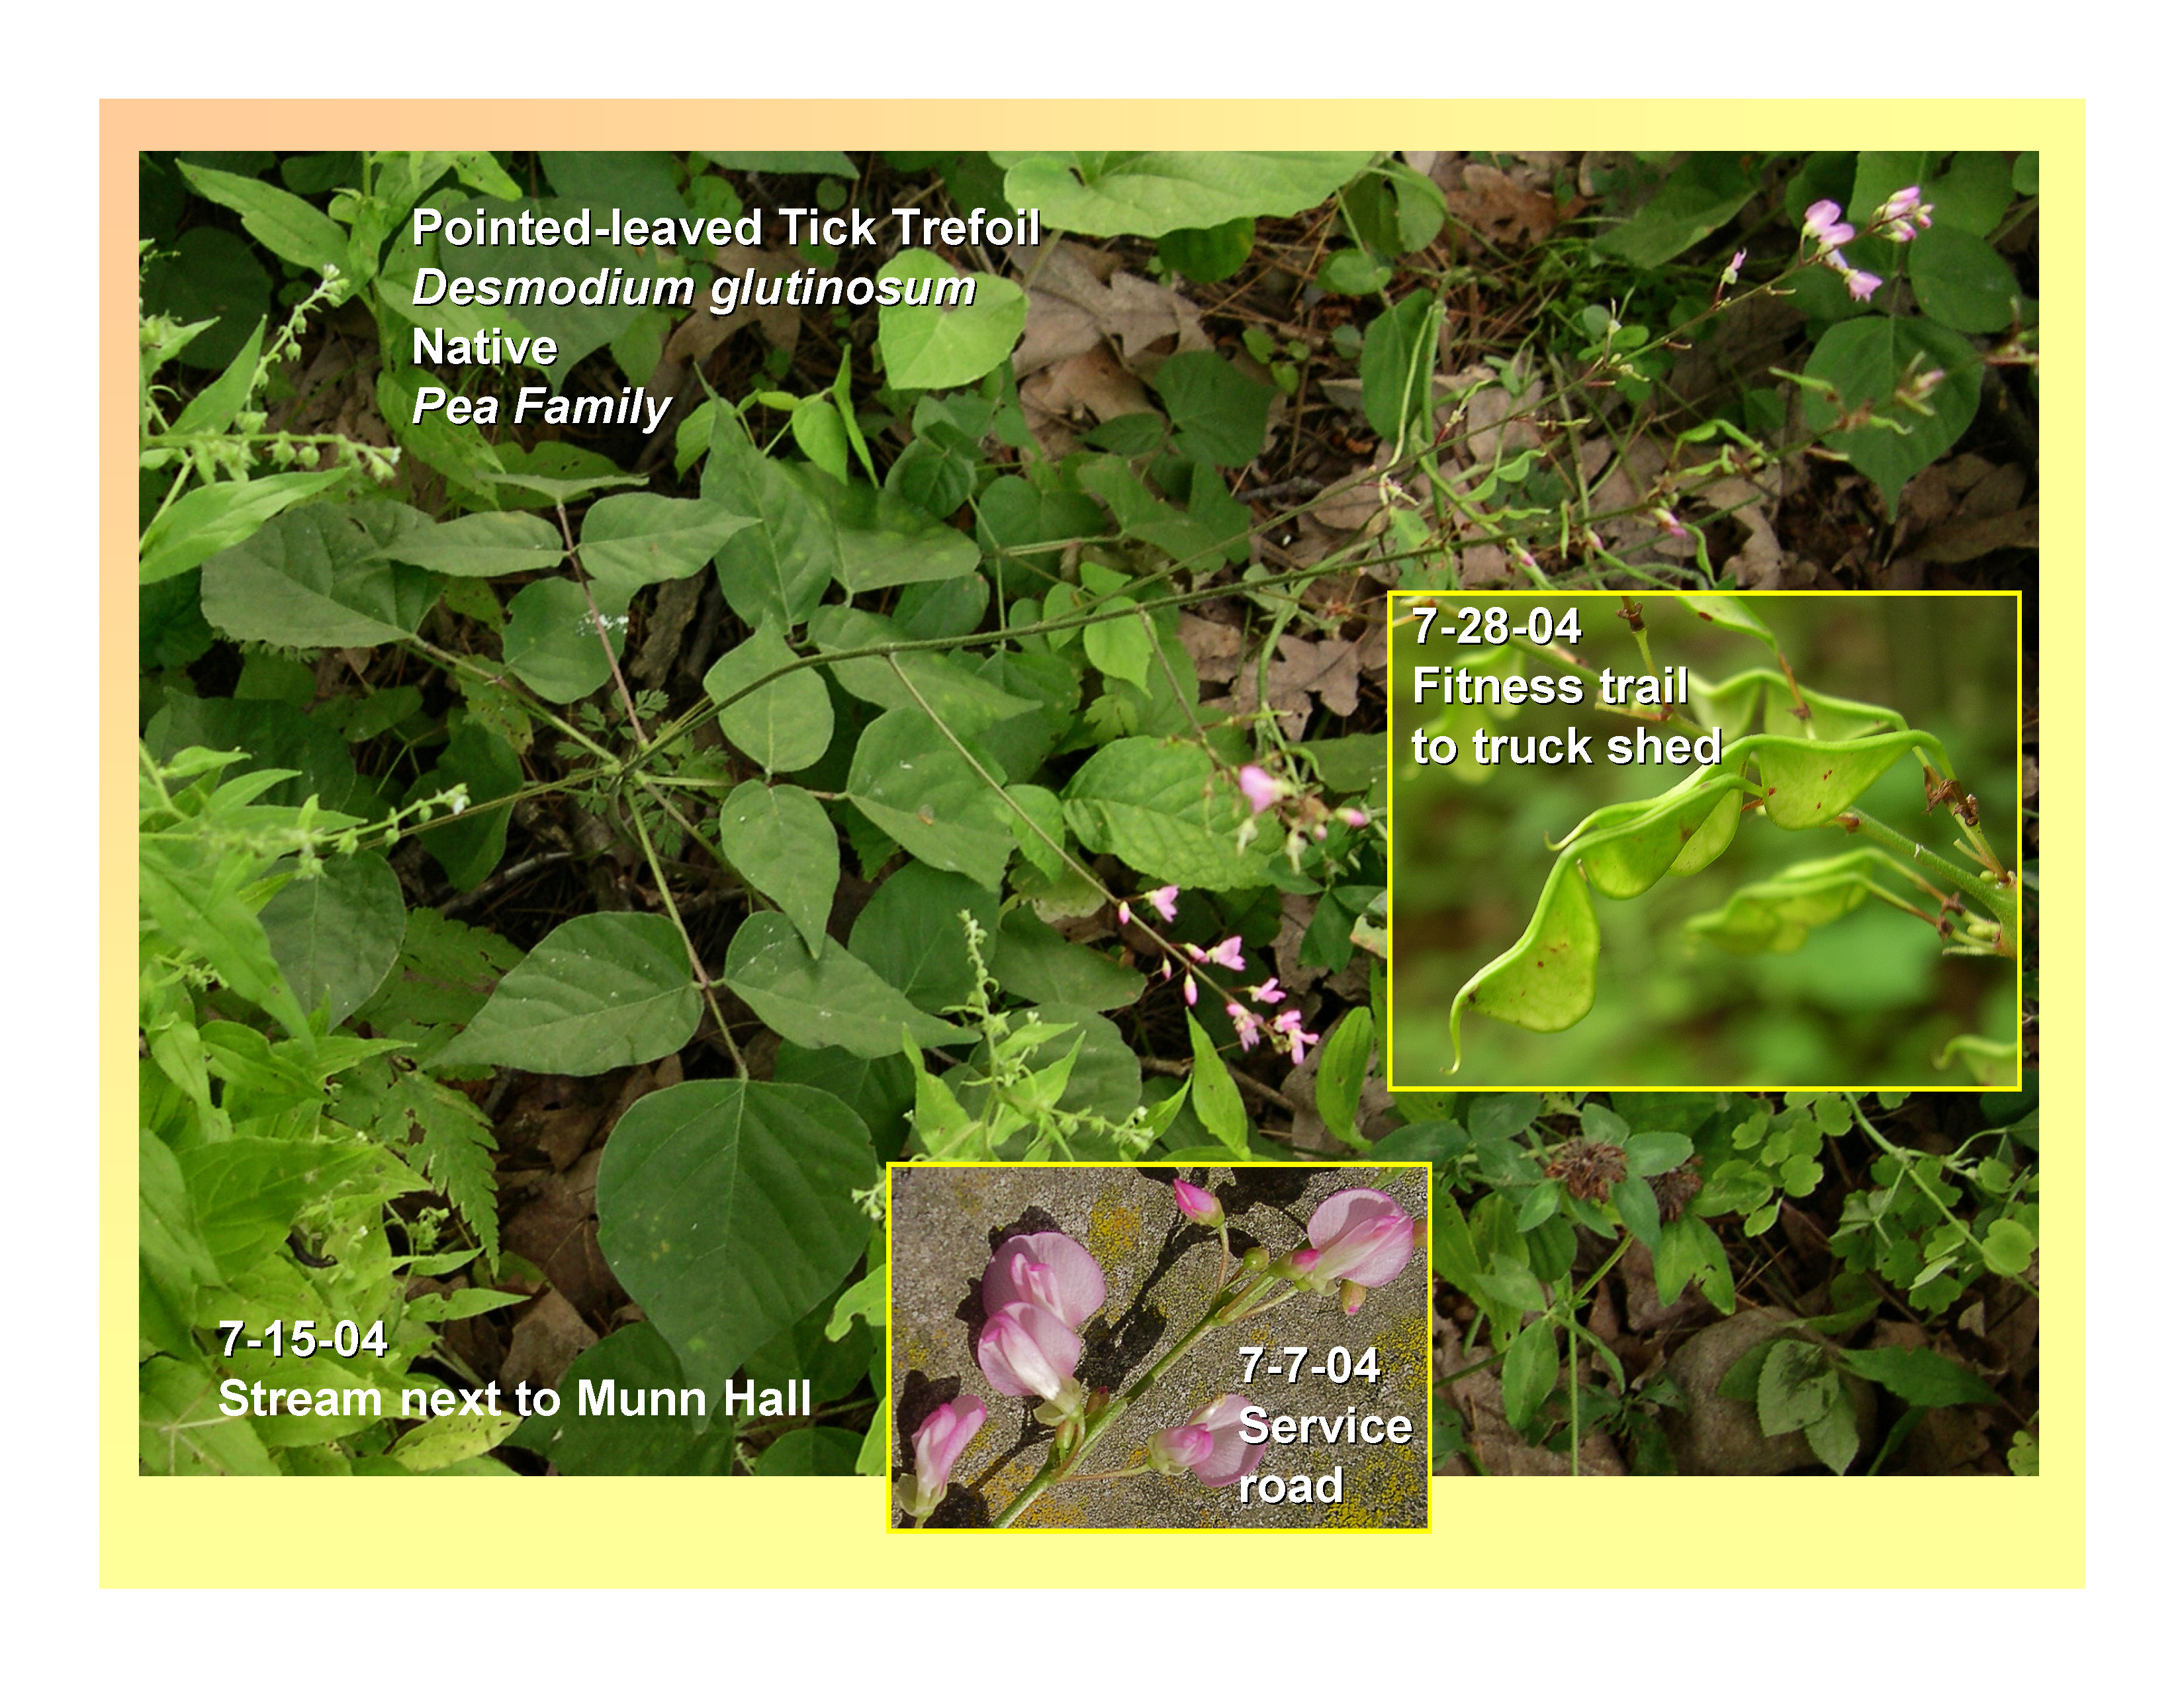 Pointed-leaved Tick Trefoil
Desmodium glutinosum
Native
Pea Family
7-28-04
Fitness trail
to truck shed
7-15-04
Stream next to Munn Hall
7-7-04
Service
road